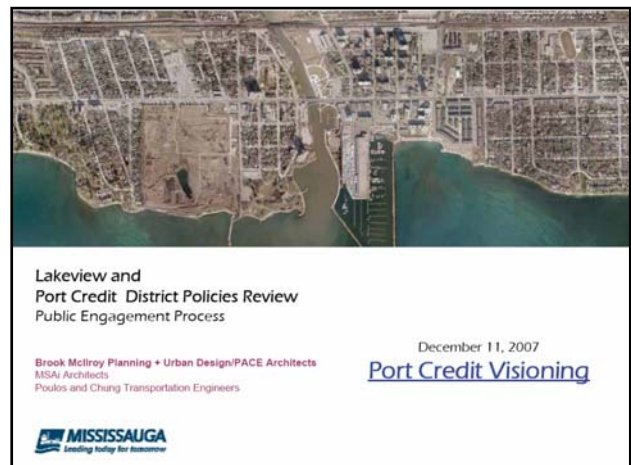 Lakeview and
Port Credit District Policies Review
Public Engagement Process
Brook McIlroy Planning + Urban Design/PACE Architects
MSAi Architects
Poulos and Chung Transportation Engineers
December 11, 2007
Port Credit Visioning
MISSISSAUGA
Leading today for tomorrow